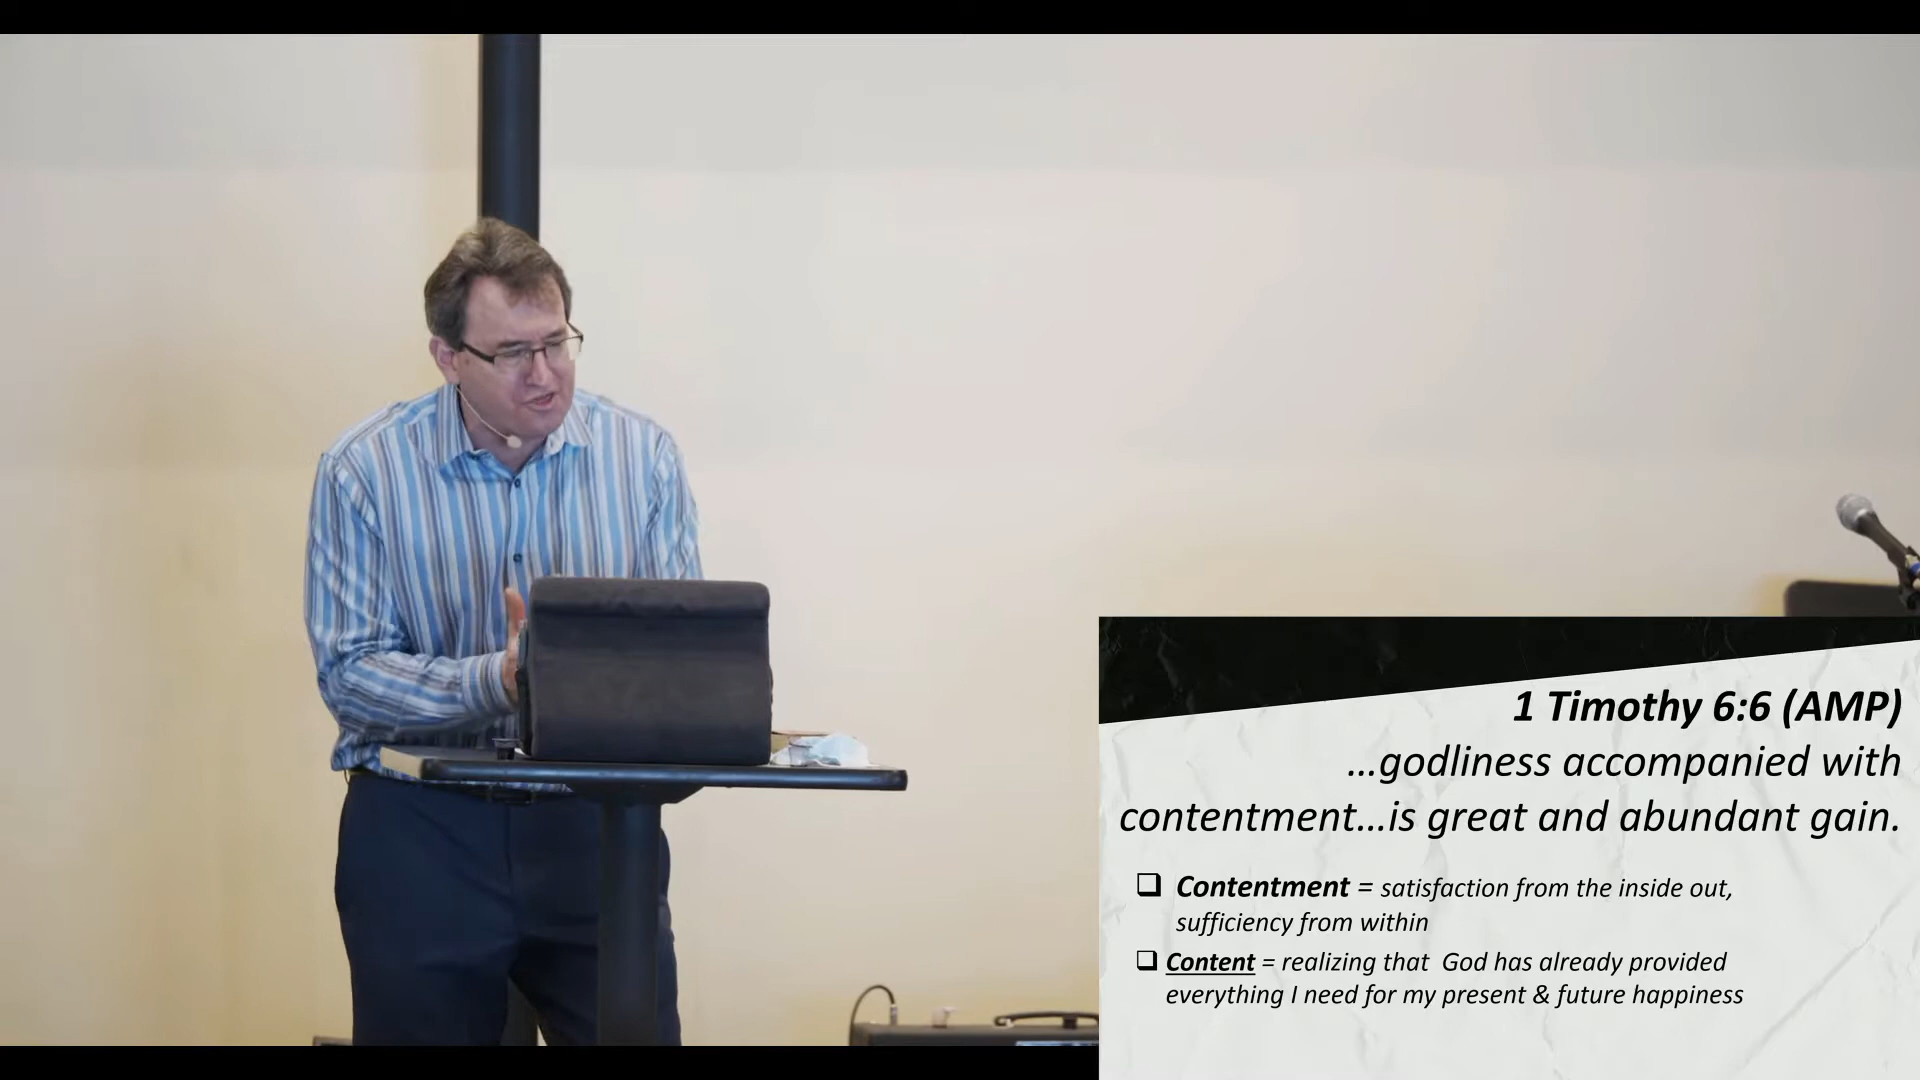 1 Timothy 6:6 (AMP)
…godliness accompanied with
contentment…is great and abundant gain.
❑ Contentment = satisfaction from the inside out,
sufficiency from within
❑ Content = realizing that God has already provided
everything I need for my present & future happiness